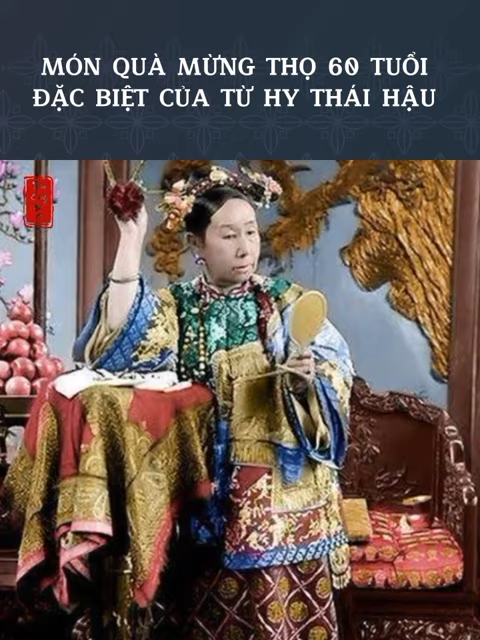 MÓN QUÀ MỪNG THỌ 60 TUỔI
ĐẶC BIỆT CỦA TỪ HY THÁI HẬU